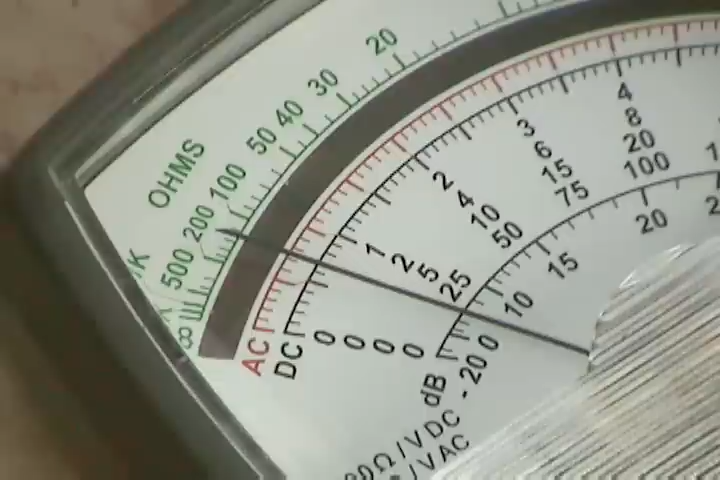 OHMS
∞ 500 200 100 50 40 30 20
K
AC
DC
0 1 2 3 4
0 2 4 6 8
0 5 10 15 20
0 25 50 75 100
dB -20 0 10 15 20
Ω/VDC
/VAC